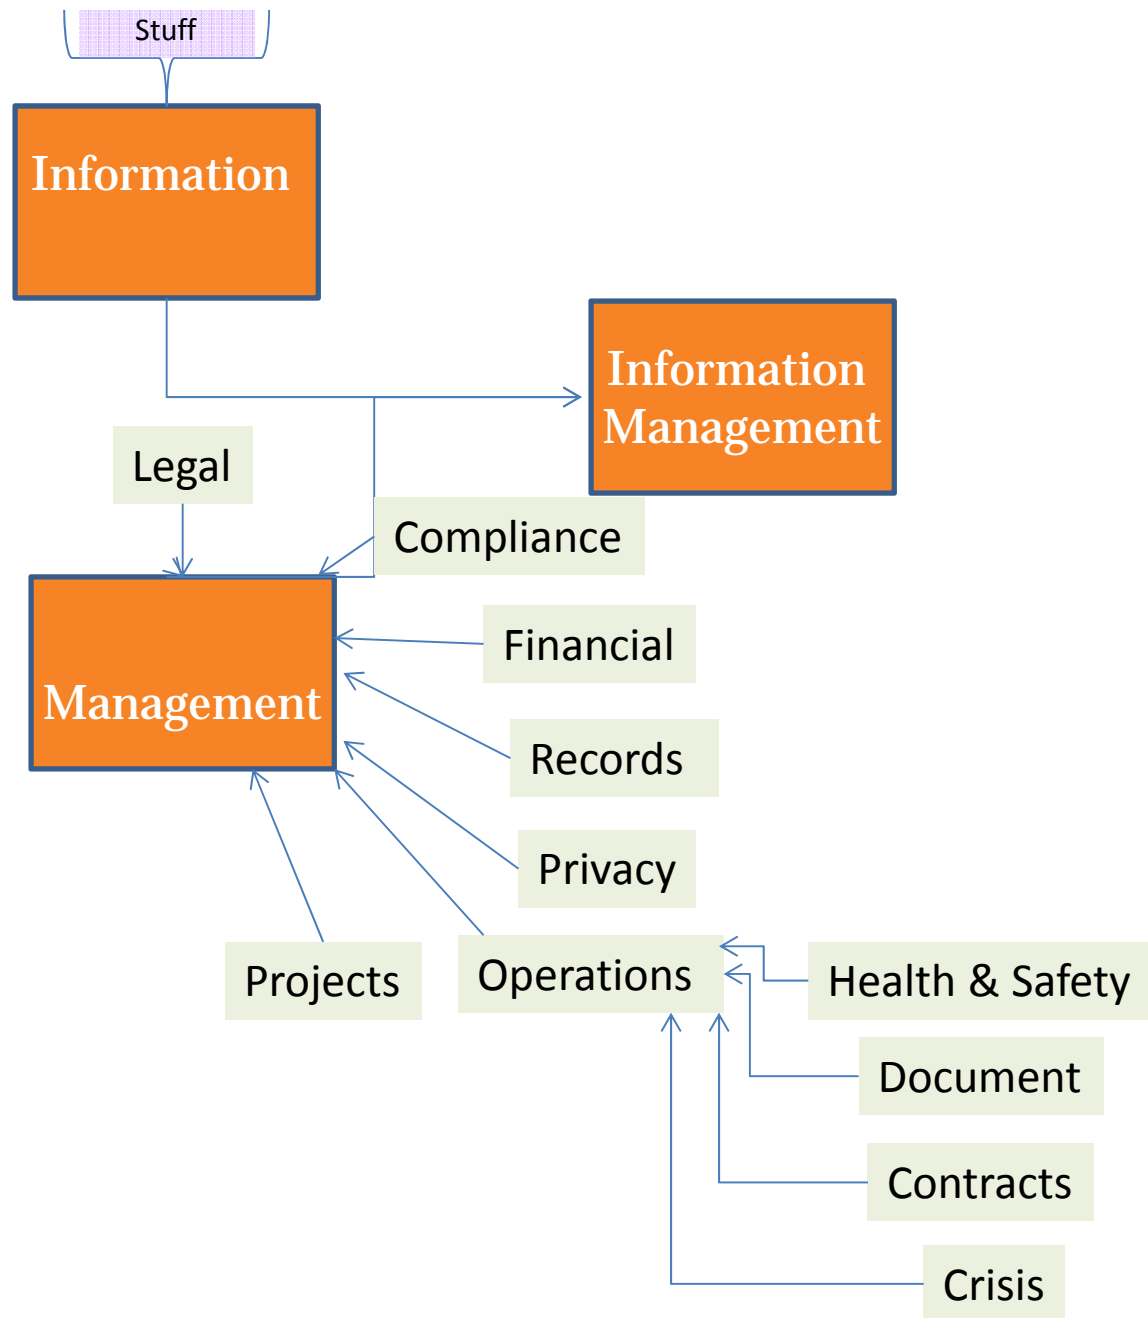 Stuff
Information
Information
Management
Legal
Compliance
Financial
Management
Records
Privacy
Projects
Operations
Health & Safety
Document
Contracts
Crisis